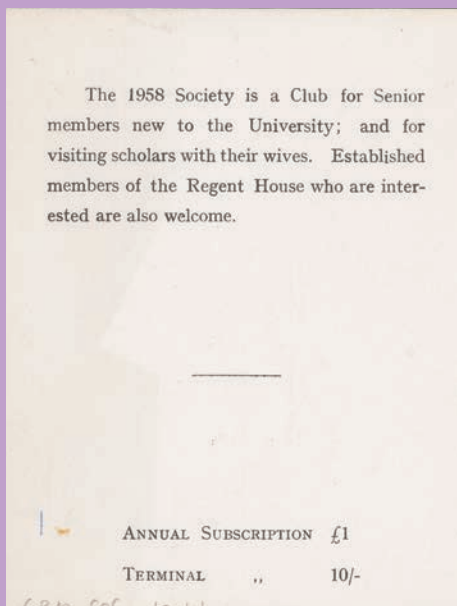 The 1958 Society is a Club for Senior
members new to the University; and for
visiting scholars with their wives. Established
members of the Regent House who are inter-
ested are also welcome.
ANNUAL SUBSCRIPTION £1
TERMINAL ,, 10/-